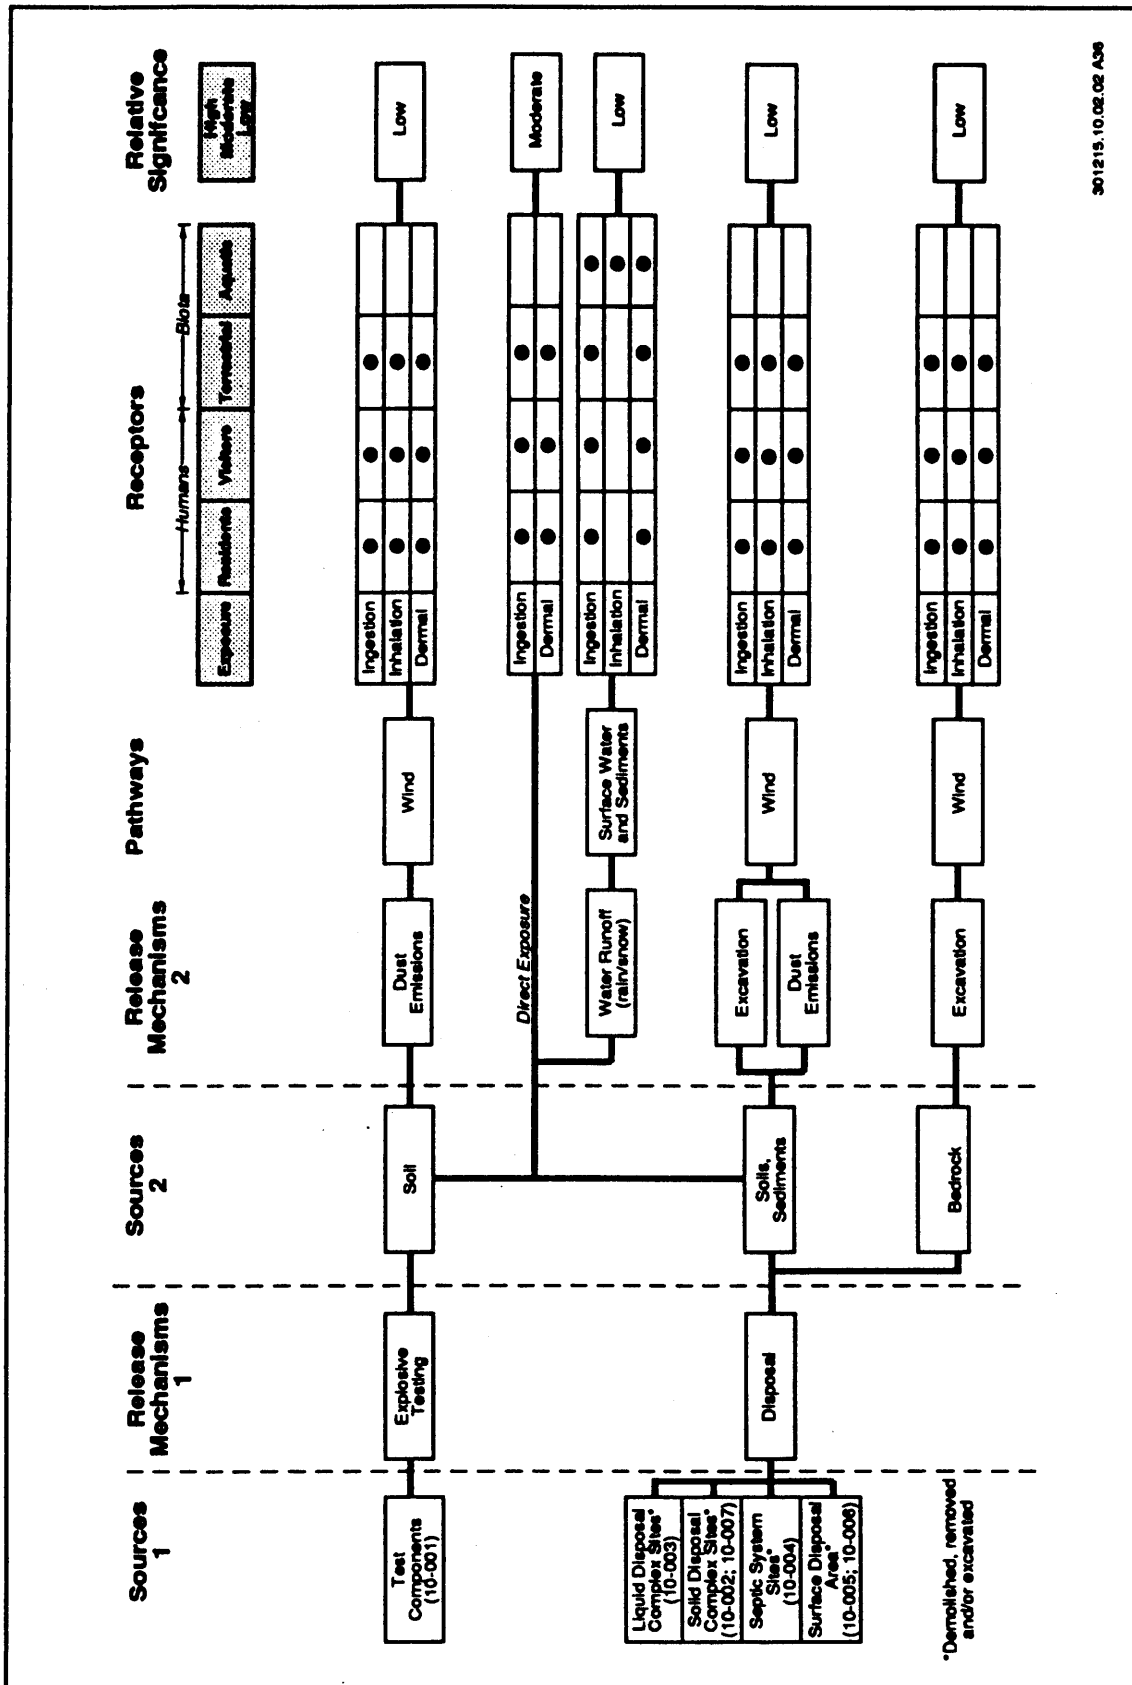 Sources
1
Release
Mechanisms
1
Sources
2
Release
Mechanisms
2
Pathways
Receptors
Relative
Signifcance
Humans
Biota
Exposure
Residents
Visitors
Terrestrial
Aquatic
High
Moderate
Low
Test
Components
(10-001)
Explosive
Testing
Soil
Dust
Emissions
Wind
Ingestion
Inhalation
Dermal
Low
Direct Exposure
Ingestion
Dermal
Moderate
Water Runoff
(rain/snow)
Surface Water
and Sediments
Ingestion
Inhalation
Dermal
Low
Liquid Disposal
Complex Sites*
(10-003)
Solid Disposal
Complex Sites*
(10-002; 10-007)
Septic System
Sites*
(10-004)
Surface Disposal
Area*
(10-005; 10-006)
Disposal
Soils,
Sediments
Excavation
Dust
Emissions
Wind
Ingestion
Inhalation
Dermal
Low
Bedrock
Excavation
Wind
Ingestion
Inhalation
Dermal
Low
*Demolished, removed
and/or excavated
301215.10.02.02 A36